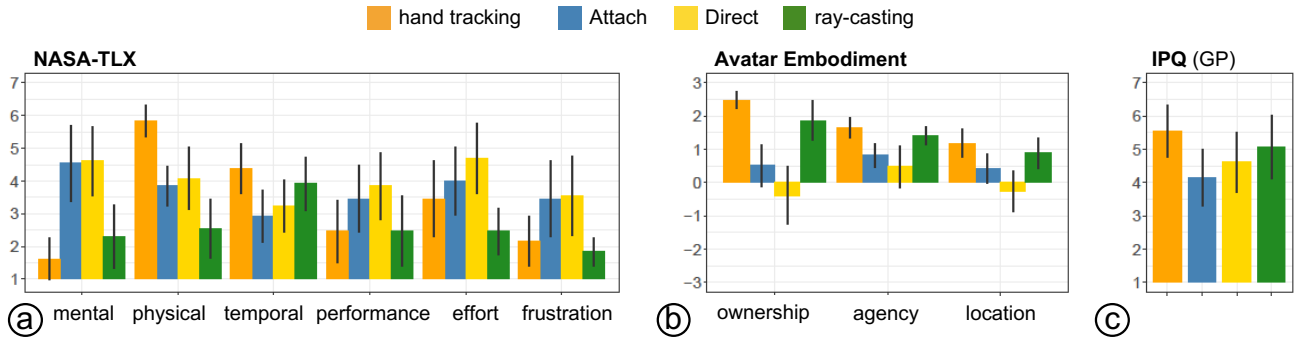 hand tracking Attach Direct ray-casting
NASA-TLX
7
6
5
4
3
2
1
mental physical temporal performance effort frustration
a
Avatar Embodiment
3
2
1
0
−1
−2
−3
ownership agency location
b
IPQ (GP)
7
6
5
4
3
2
1
c